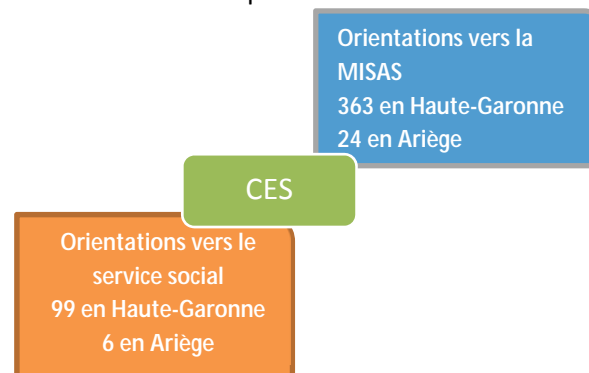 Orientations vers la
MISAS
363 en Haute-Garonne
24 en Ariège
CES
Orientations vers le
service social
99 en Haute-Garonne
6 en Ariège